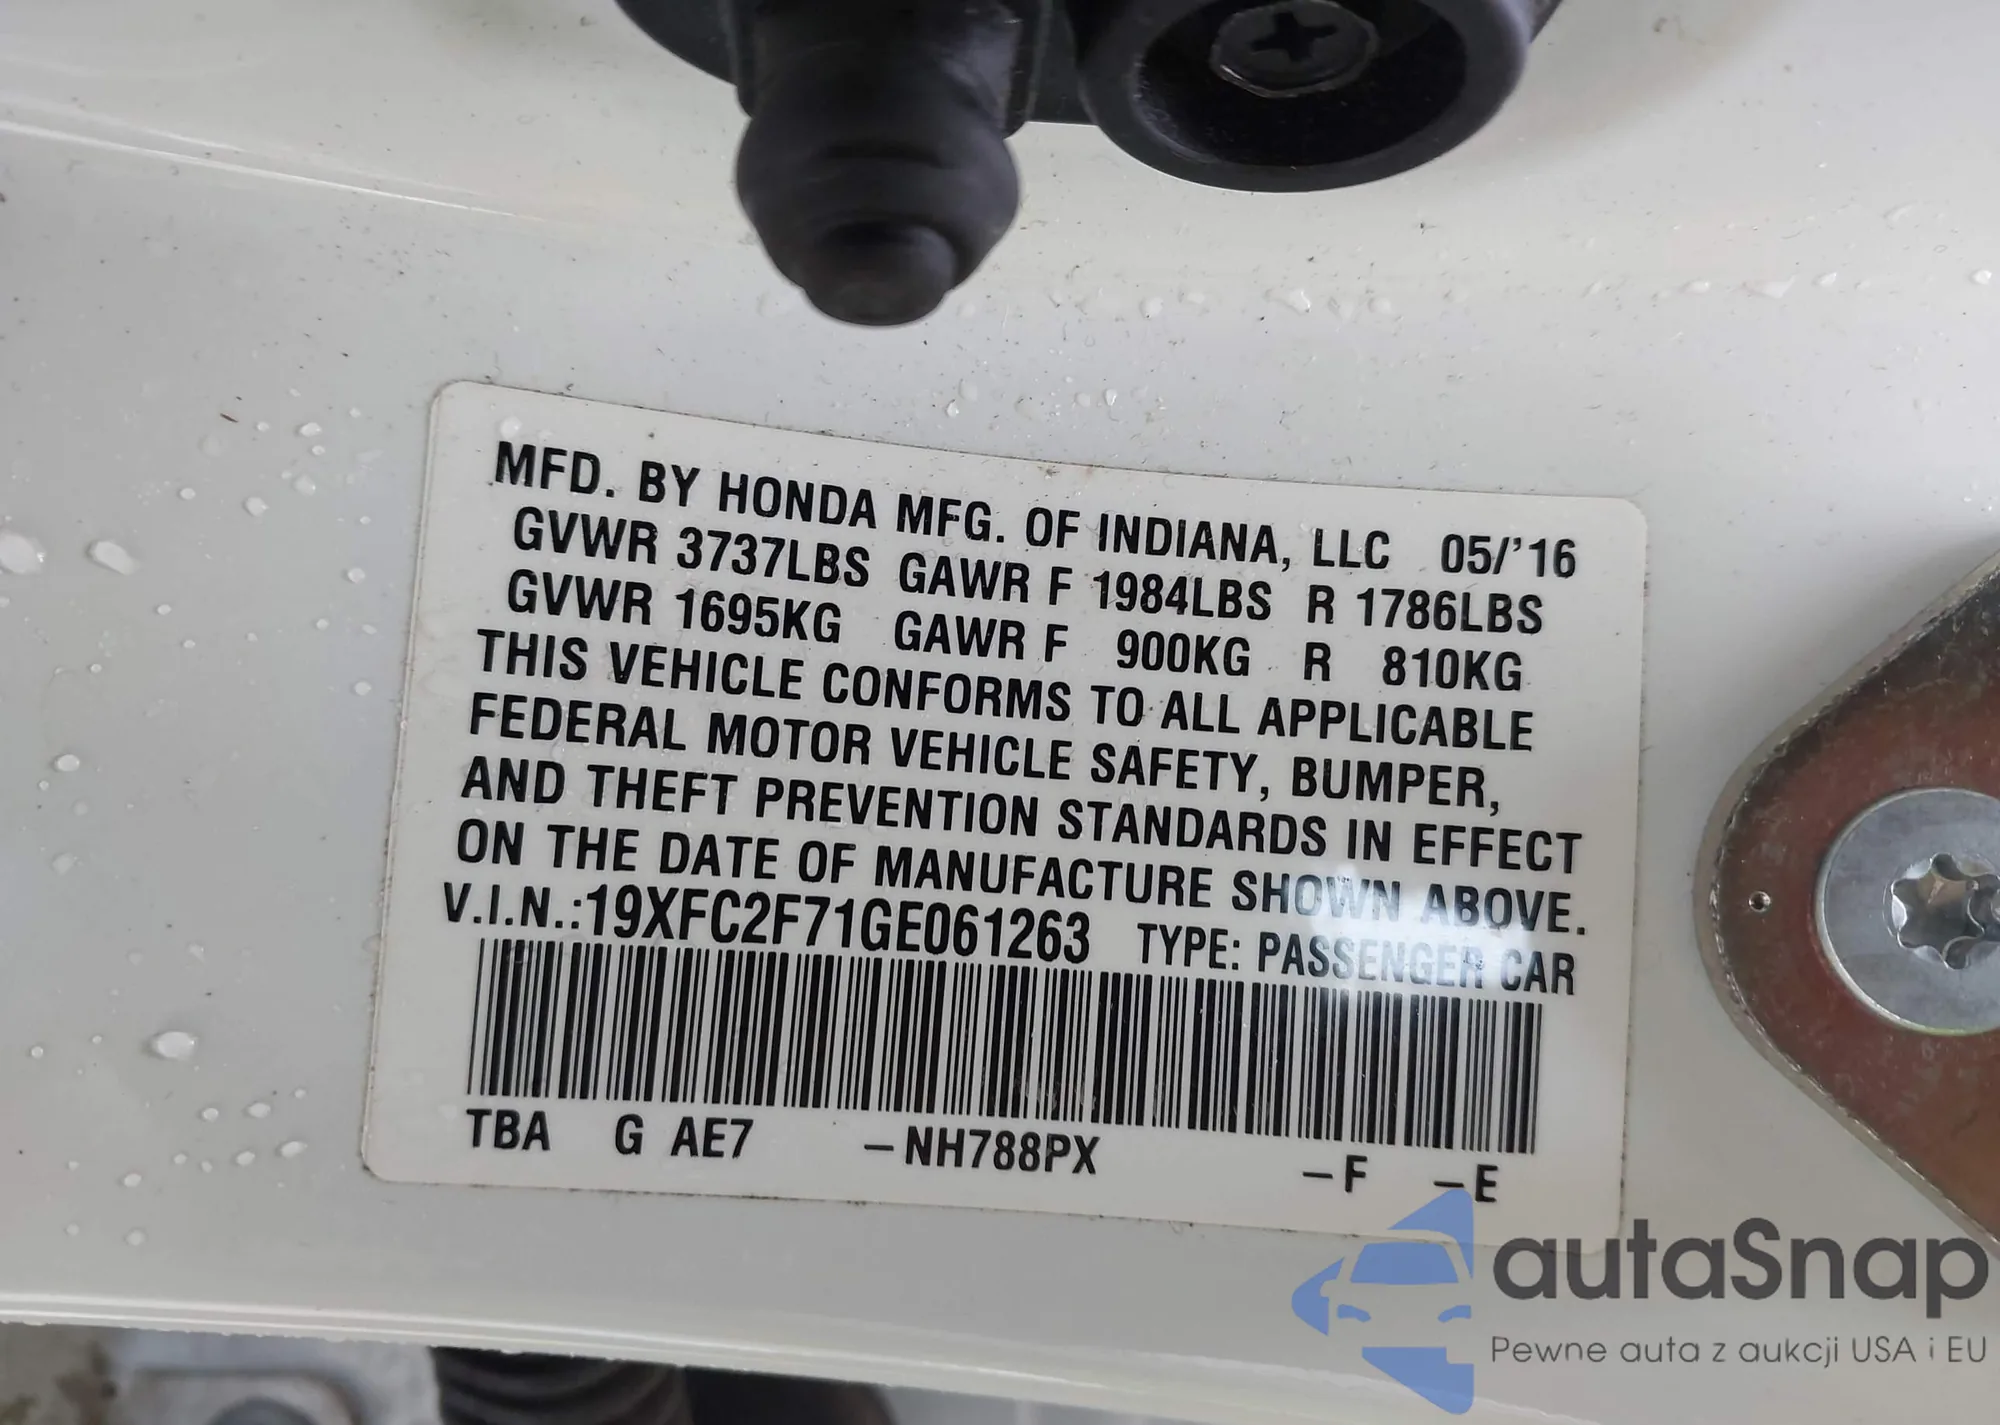 MFD. BY HONDA MFG. OF INDIANA, LLC 05/'16
GVWR 3737LBS GAWR F 1984LBS R 1786LBS
GVWR 1695KG GAWR F 900KG R 810KG
THIS VEHICLE CONFORMS TO ALL APPLICABLE
FEDERAL MOTOR VEHICLE SAFETY, BUMPER,
AND THEFT PREVENTION STANDARDS IN EFFECT
ON THE DATE OF MANUFACTURE SHOWN ABOVE.
V.I.N.:19XFC2F71GE061263 TYPE: PASSENGER CAR
TBA G AE7 –NH788PX –F –E
autaSnap
Pewne auta z aukcji USA i EU